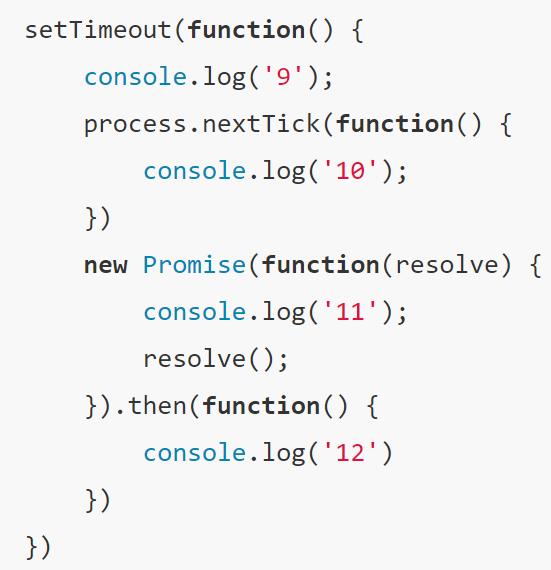 setTimeout(function() {
    console.log('9');
    process.nextTick(function() {
        console.log('10');
    })
    new Promise(function(resolve) {
        console.log('11');
        resolve();
    }).then(function() {
        console.log('12')
    })
})